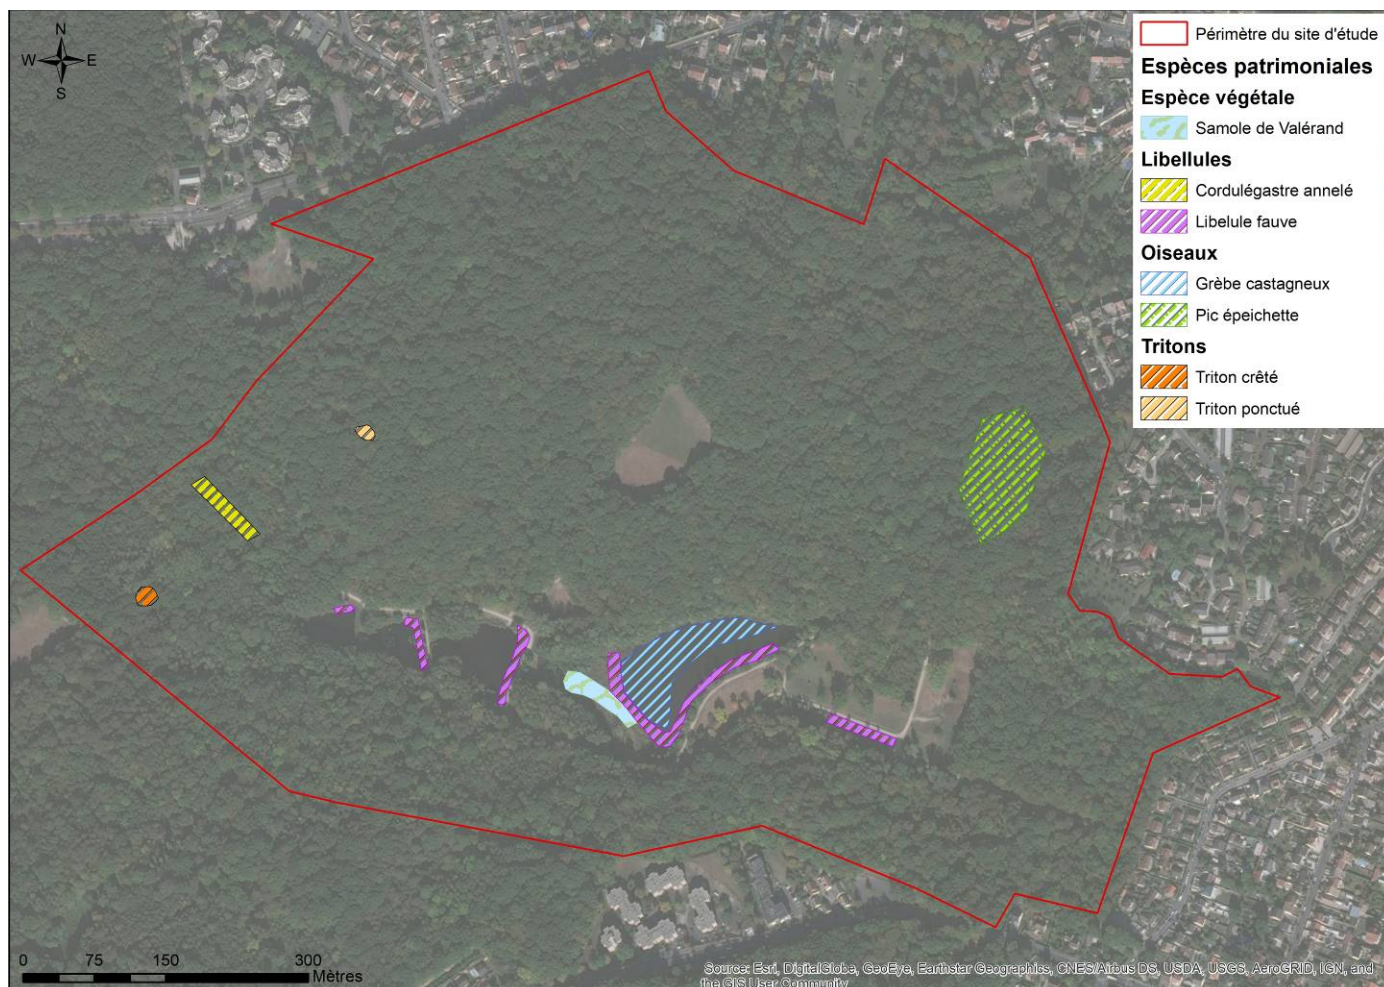 N
W E
S
Périmètre du site d'étude
Espèces patrimoniales
Espèce végétale
Samole de Valérand
Libellules
Cordulégastre annelé
Libelule fauve
Oiseaux
Grèbe castagneux
Pic épeichette
Tritons
Triton crêté
Triton ponctué
0 75 150 300
Mètres
Source: Esri, DigitalGlobe, GeoEye, Earthstar Geographics, CNES/Airbus DS, USDA, USGS, AeroGRID, IGN, and
the GIS User Community